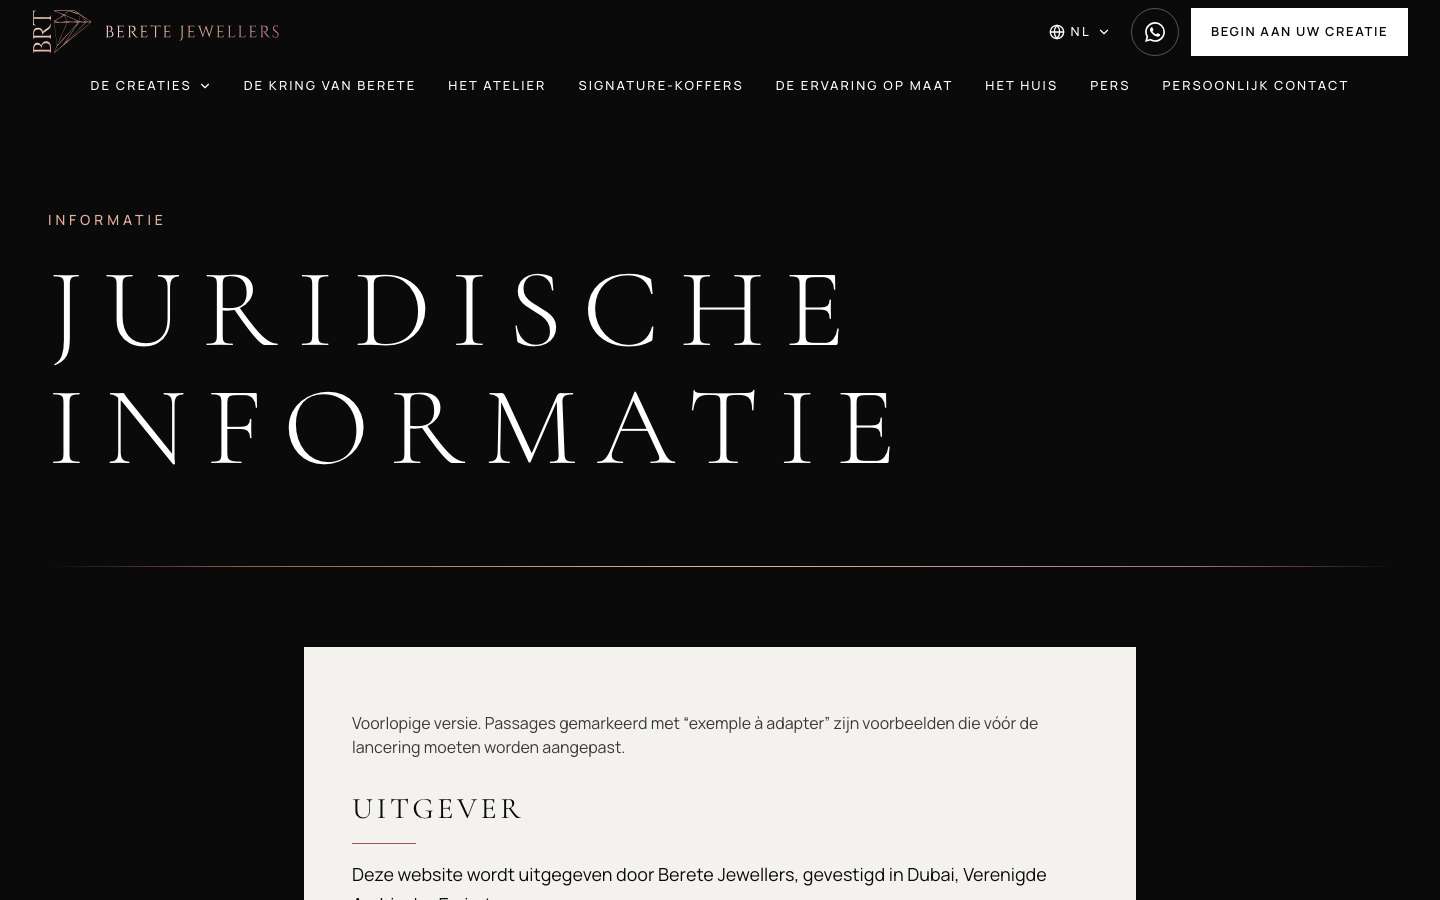 BRT
BERETE JEWELLERS
NL
BEGIN AAN UW CREATIE
DE CREATIES
DE KRING VAN BERETE
HET ATELIER
SIGNATURE-KOFFERS
DE ERVARING OP MAAT
HET HUIS
PERS
PERSOONLIJK CONTACT
INFORMATIE
JURIDISCHE
INFORMATIE
Voorlopige versie. Passages gemarkeerd met “exemple à adapter” zijn voorbeelden die vóór de
lancering moeten worden aangepast.
UITGEVER
Deze website wordt uitgegeven door Berete Jewellers, gevestigd in Dubai, Verenigde